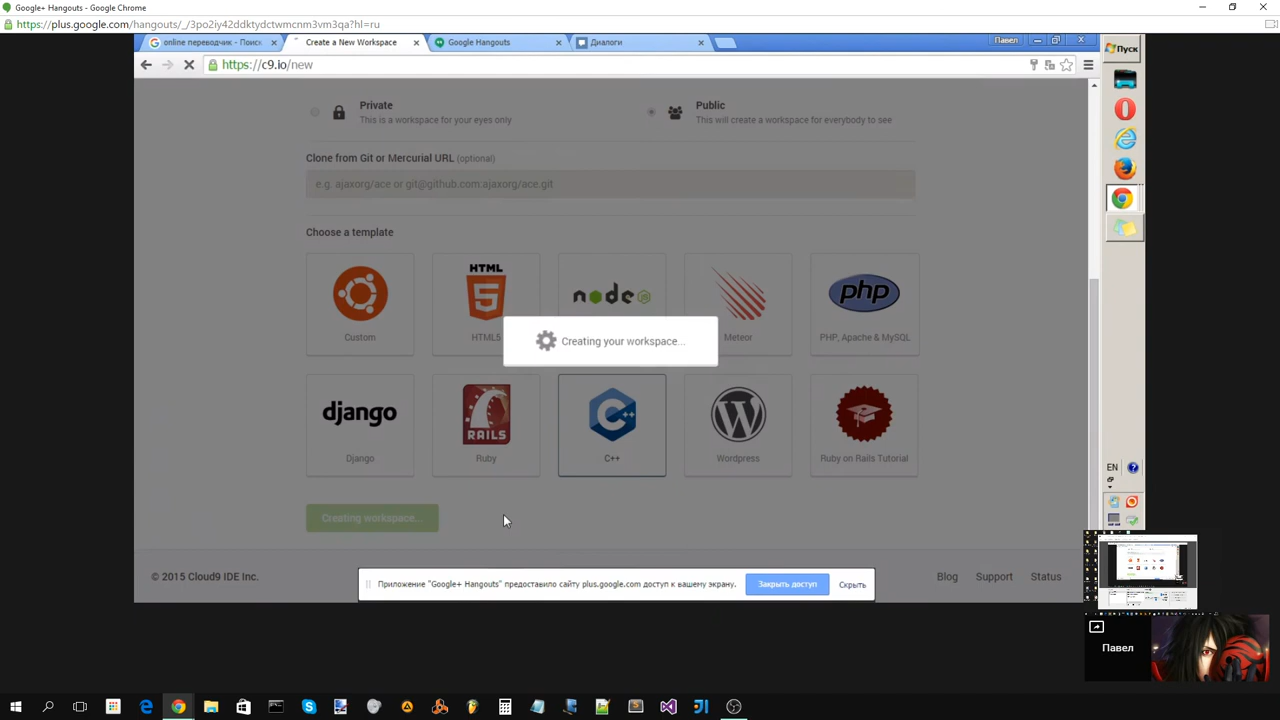 Google+ Hangouts - Google Chrome
https://plus.google.com/hangouts/_/3po2iy42ddktydctwmcnm3vm3qa?hl=ru
online переводчик - Поиск
Create a New Workspace
Google Hangouts
Диалоги
Павел
Пуск
https://c9.io/new
Private
This is a workspace for your eyes only
Public
This will create a workspace for everybody to see
Clone from Git or Mercurial URL (optional)
e.g. ajaxorg/ace or git@github.com:ajaxorg/ace.git
Choose a template
HTML
5
node
php
Custom
HTML5
Meteor
PHP, Apache & MySQL
Creating your workspace...
django
RAILS
C++
Django
Ruby
C++
Wordpress
Ruby on Rails Tutorial
EN
Creating workspace...
© 2015 Cloud9 IDE Inc.
Blog
Support
Status
Приложение "Google+ Hangouts" предоставило сайту plus.google.com доступ к вашему экрану.
Закрыть доступ
Скрыть
Павел